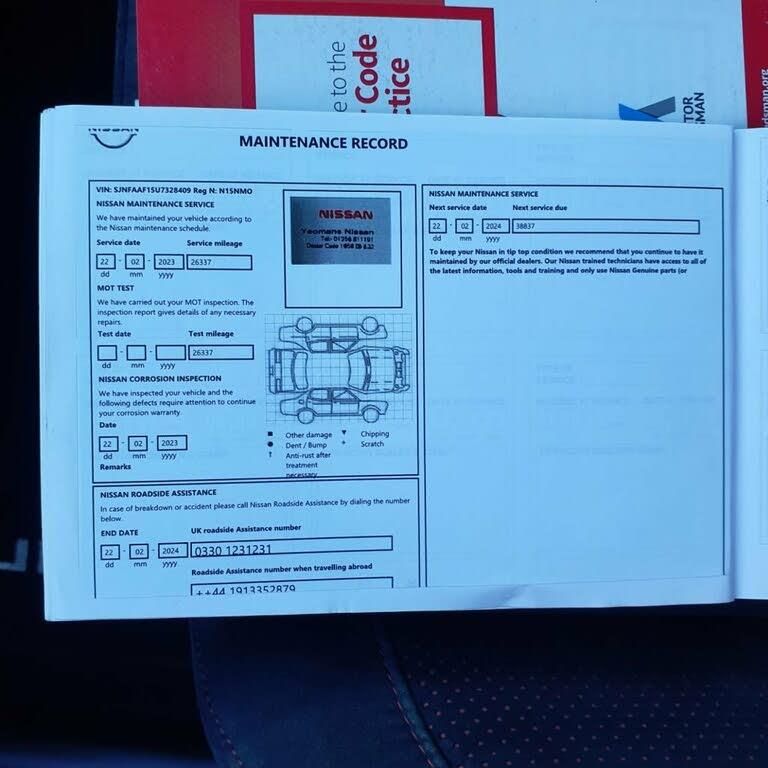 e to the
Code
ctice
TOR
SMAN
dsman.org
NISSAN
MAINTENANCE RECORD
VIN: SJNFAAF15U7328409 Reg N: N15NMO
NISSAN MAINTENANCE SERVICE
We have maintained your vehicle according to
the Nissan maintenance schedule.
Service date Service mileage
22 - 02 - 2023 26337
dd mm yyyy
NISSAN
Yeomans Nissan
MOT TEST
We have carried out your MOT inspection. The
inspection report gives details of any necessary
repairs.
Test date Test mileage
- - 26337
dd mm yyyy
NISSAN CORROSION INSPECTION
We have inspected your vehicle and the
following defects require attention to continue
your corrosion warranty.
Date
22 - 02 - 2023
dd mm yyyy
Remarks
Other damage
Dent / Bump
Anti-rust after
treatment
necessary
Chipping
Scratch
NISSAN ROADSIDE ASSISTANCE
In case of breakdown or accident please call Nissan Roadside Assistance by dialing the number
below.
END DATE UK roadside Assistance number
22 - 02 - 2024 0330 1231231
dd mm yyyy
Roadside Assistance number when travelling abroad
++44 1913352879
NISSAN MAINTENANCE SERVICE
Next service date Next service due
22 - 02 - 2024 38837
dd mm yyyy
To keep your Nissan in tip top condition we recommend that you continue to have it
maintained by our official dealers. Our Nissan trained technicians have access to all of
the latest information, tools and training and only use Nissan Genuine parts (or